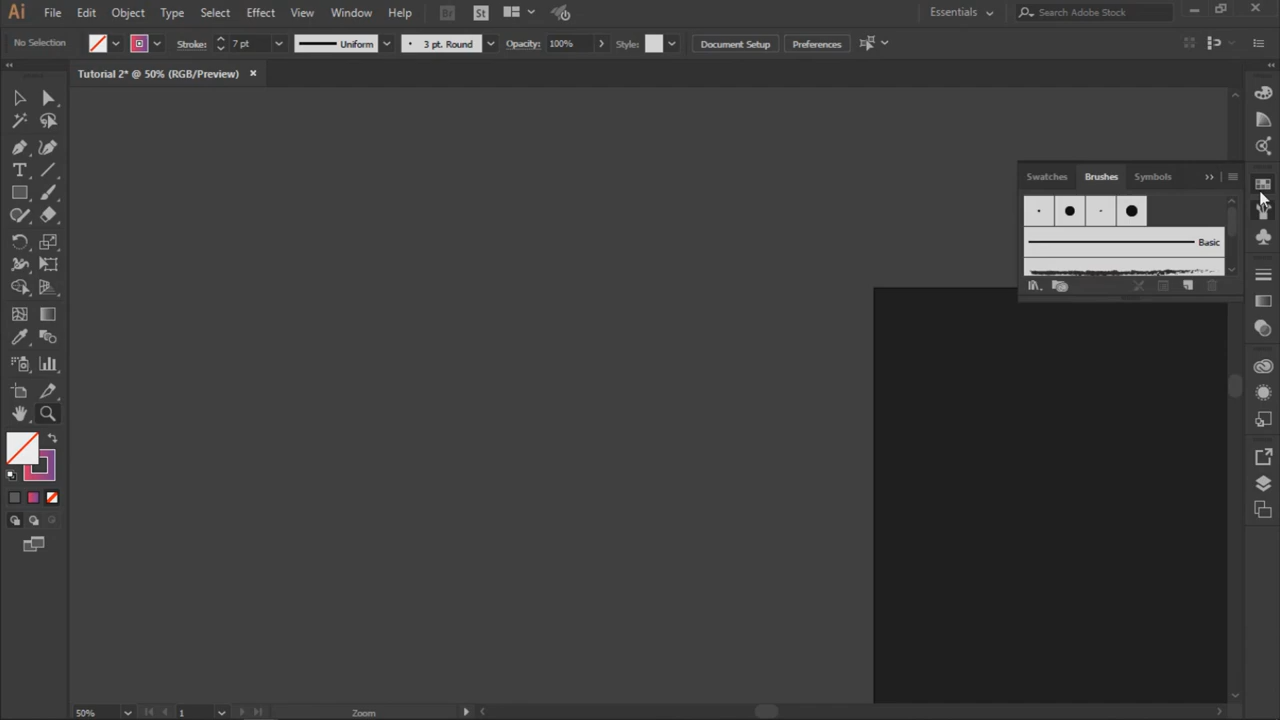 Ai File Edit Object Type Select Effect View Window Help Br St Essentials Search Adobe Stock
No Selection Stroke: 7 pt Uniform 3 pt. Round Opacity: 100% Style: Document Setup Preferences
Tutorial 2* @ 50% (RGB/Preview)
Swatches Brushes Symbols
Basic
50% 1 Zoom